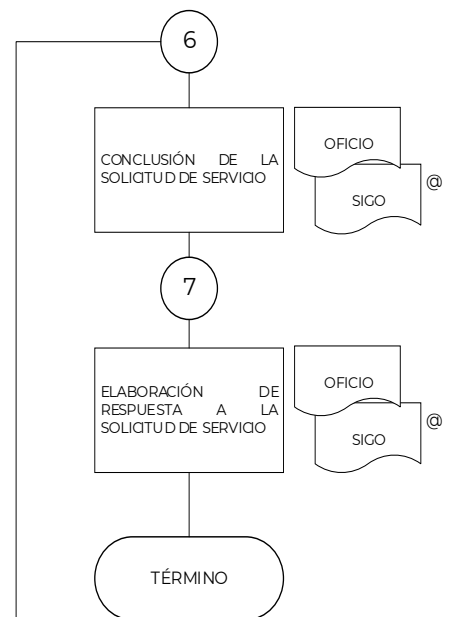 6
CONCLUSIÓN DE LA
SOLICITUD DE SERVICIO
OFICIO
SIGO
@
7
ELABORACIÓN DE
RESPUESTA A LA
SOLICITUD DE SERVICIO
OFICIO
SIGO
@
TÉRMINO